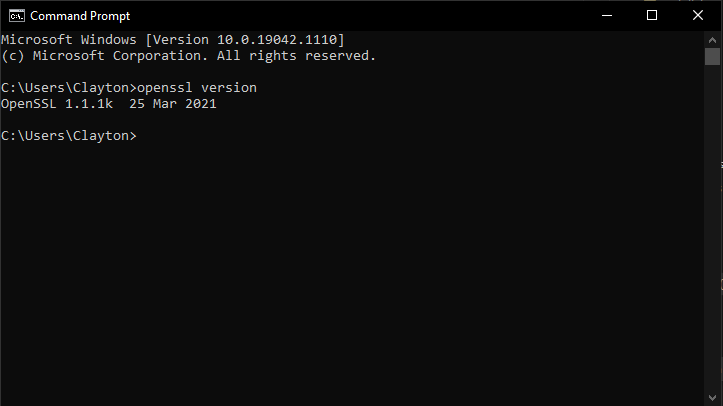 Command Prompt
Microsoft Windows [Version 10.0.19042.1110]
(c) Microsoft Corporation. All rights reserved.
C:\Users\Clayton>openssl version
OpenSSL 1.1.1k  25 Mar 2021
C:\Users\Clayton>